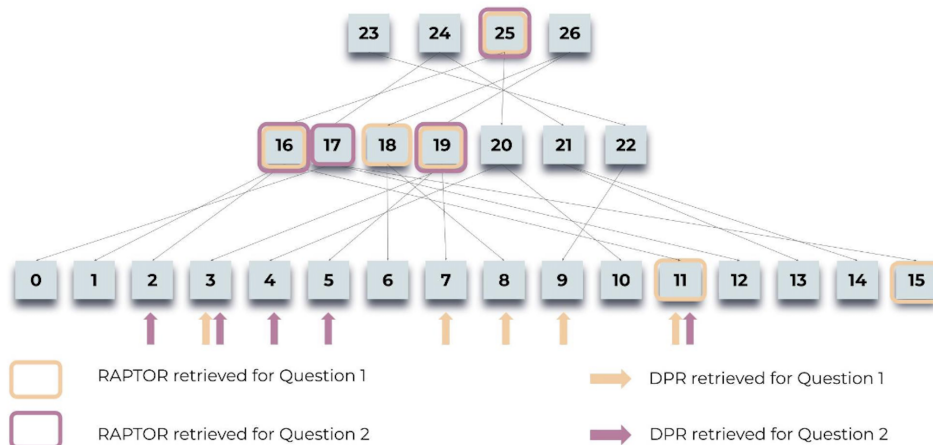 23 24 25 26
16 17 18 19 20 21 22
0 1 2 3 4 5 6 7 8 9 10 11 12 13 14 15
RAPTOR retrieved for Question 1 DPR retrieved for Question 1
RAPTOR retrieved for Question 2 DPR retrieved for Question 2